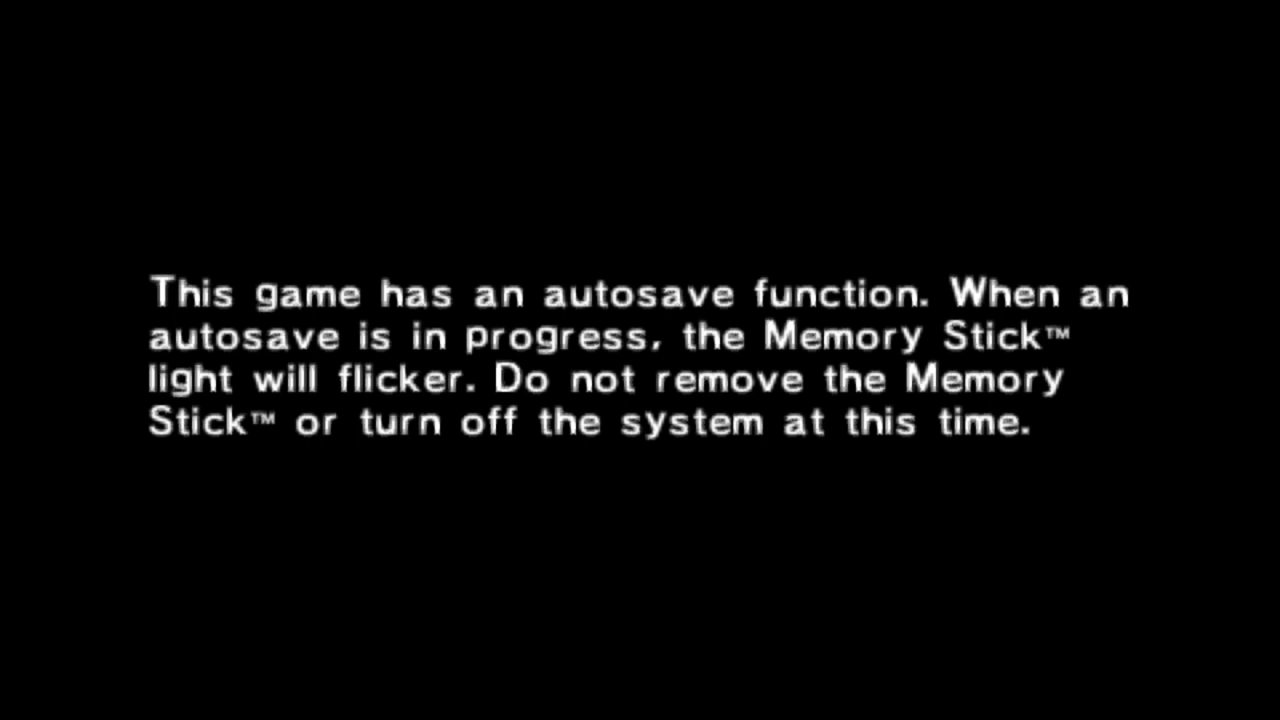 This game has an autosave function. When an
autosave is in progress, the Memory Stick™
light will flicker. Do not remove the Memory
Stick™ or turn off the system at this time.